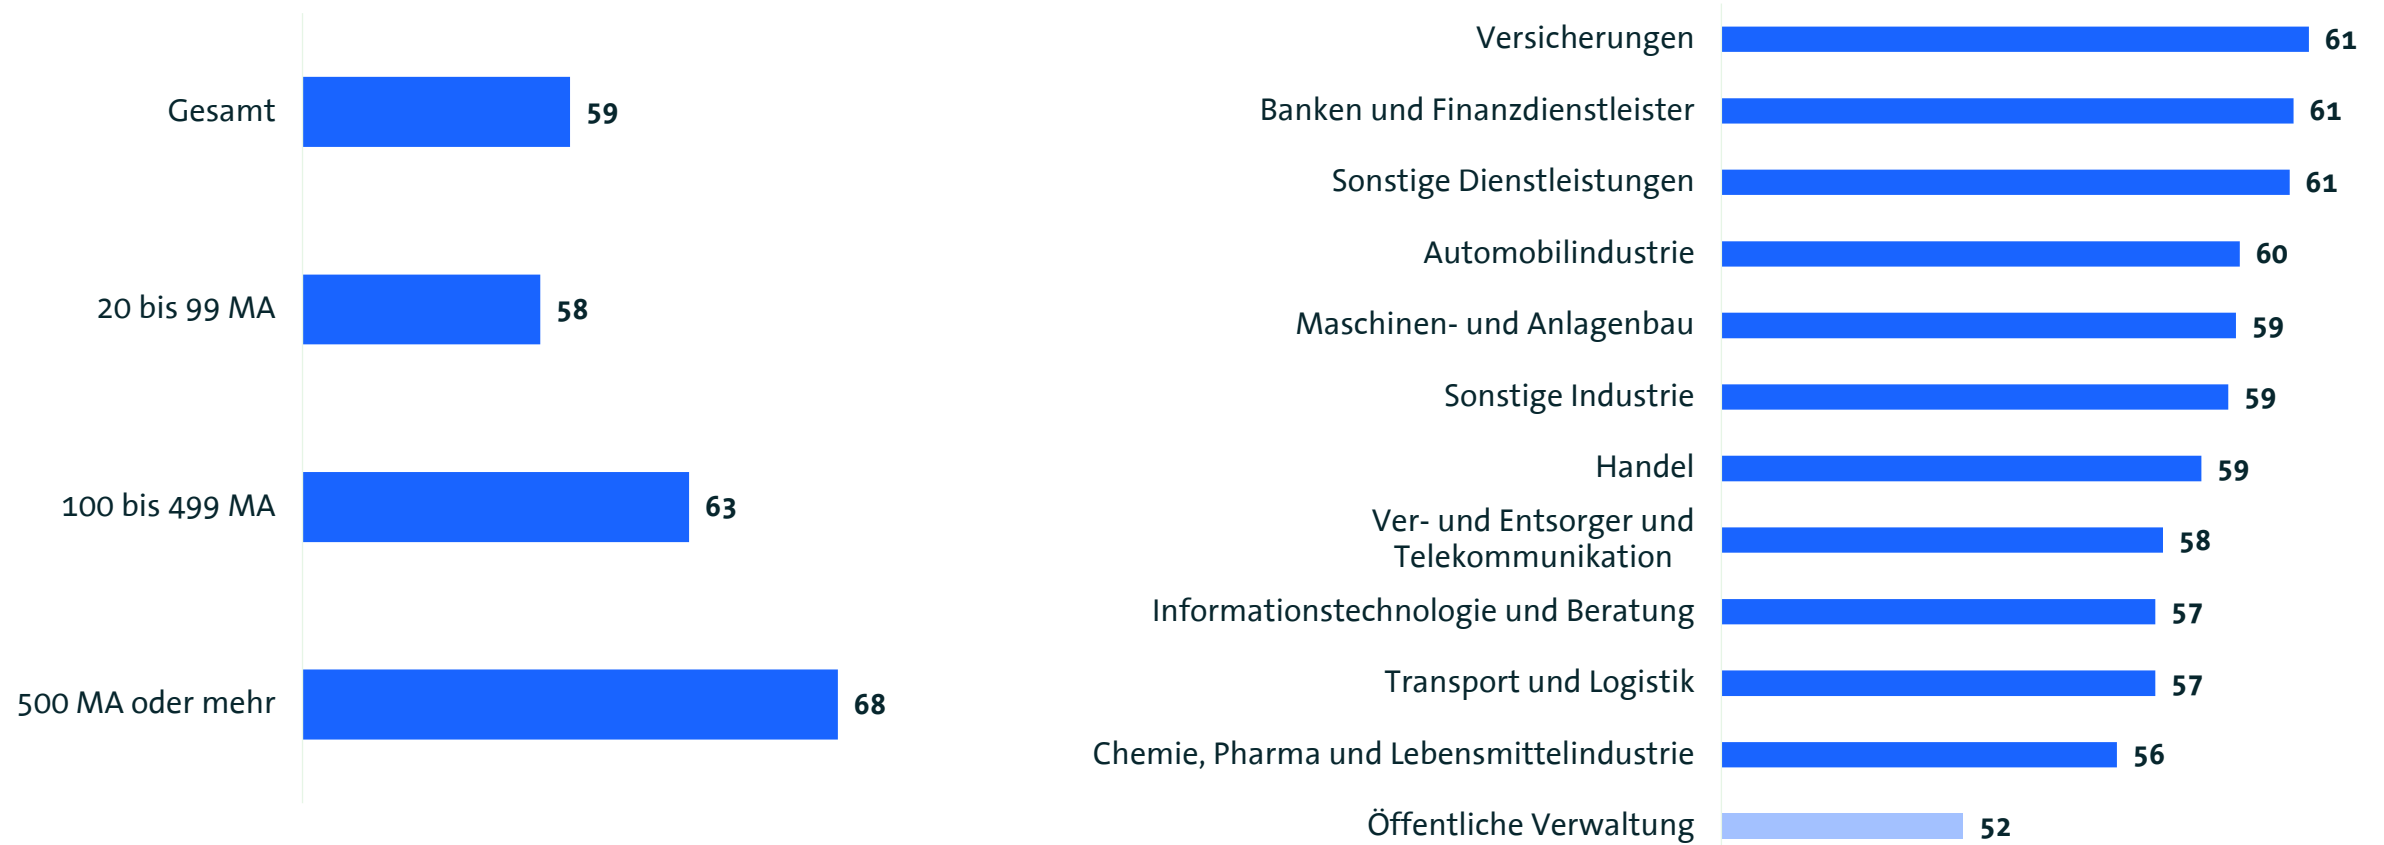 Gesamt 59
20 bis 99 MA 58
100 bis 499 MA 63
500 MA oder mehr 68
Versicherungen 61
Banken und Finanzdienstleister 61
Sonstige Dienstleistungen 61
Automobilindustrie 60
Maschinen- und Anlagenbau 59
Sonstige Industrie 59
Handel 59
Ver- und Entsorger und
Telekommunikation 58
Informationstechnologie und Beratung 57
Transport und Logistik 57
Chemie, Pharma und Lebensmittelindustrie 56
Öffentliche Verwaltung 52